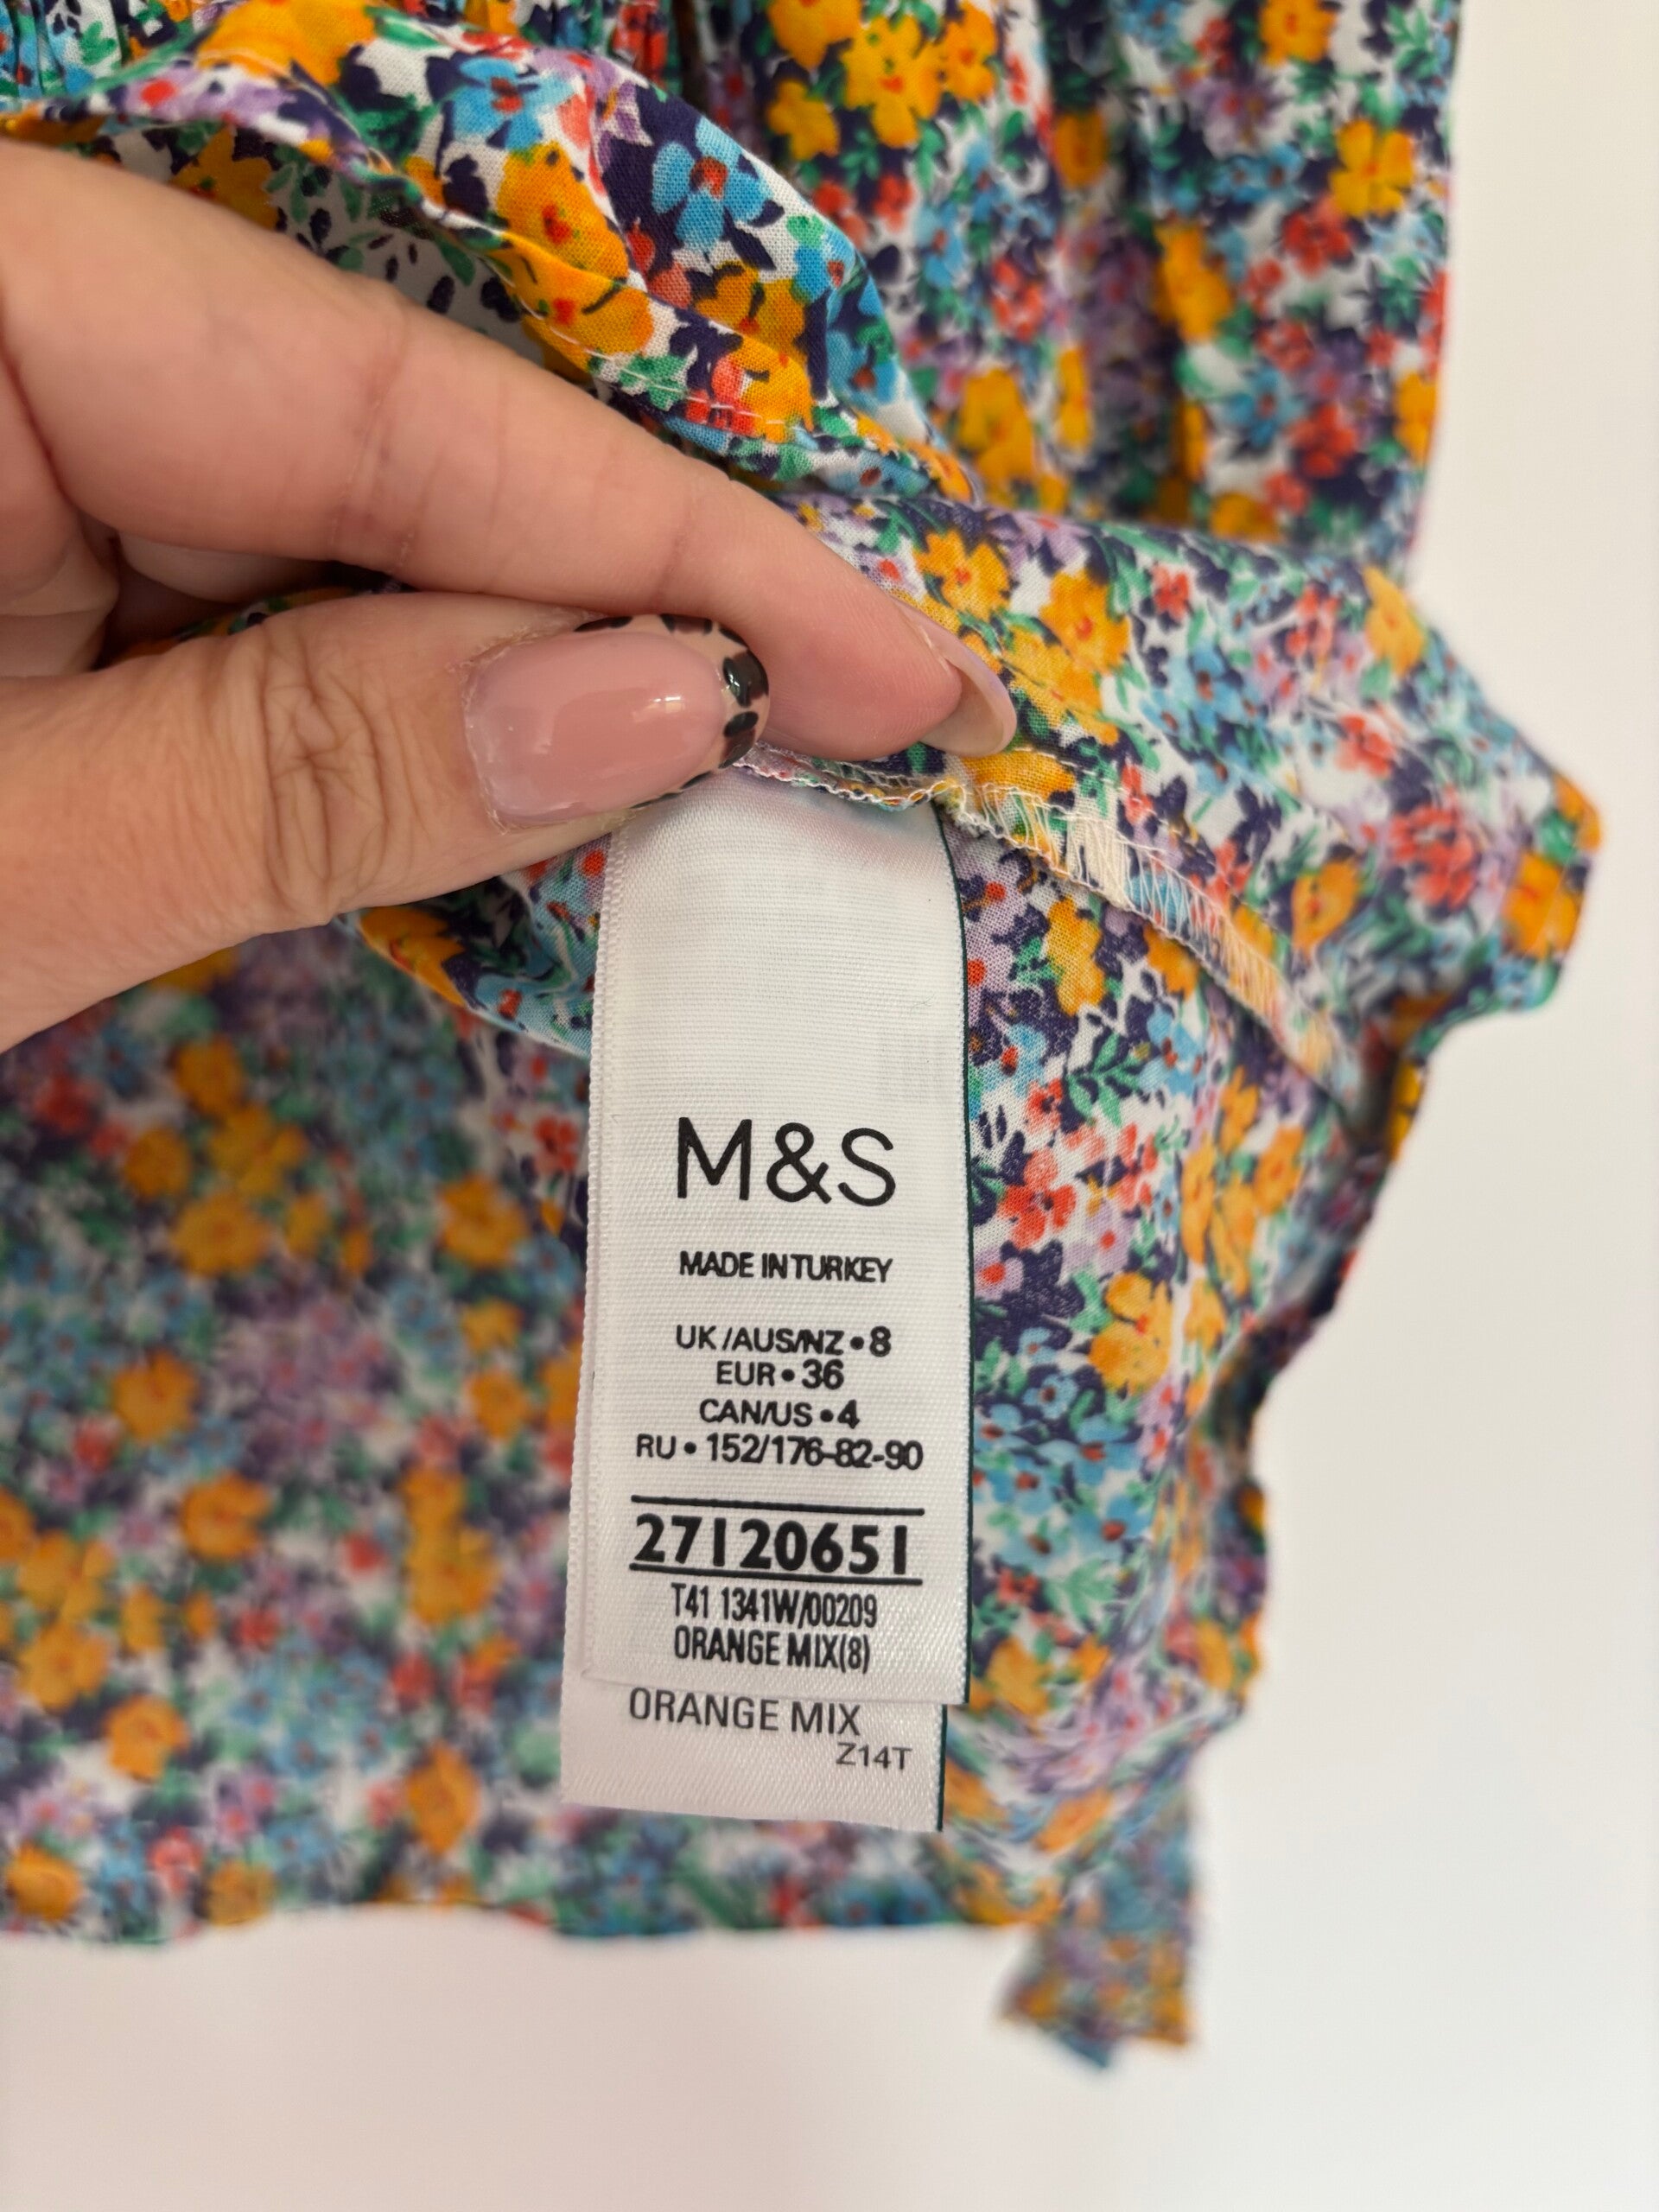 M&S
MADE IN TURKEY
UK/AUS/NZ • 8
EUR • 36
CAN/US • 4
RU • 152/176-82-90
27120651
T41 1341W/00209
ORANGE MIX(8)
ORANGE MIX
Z14T